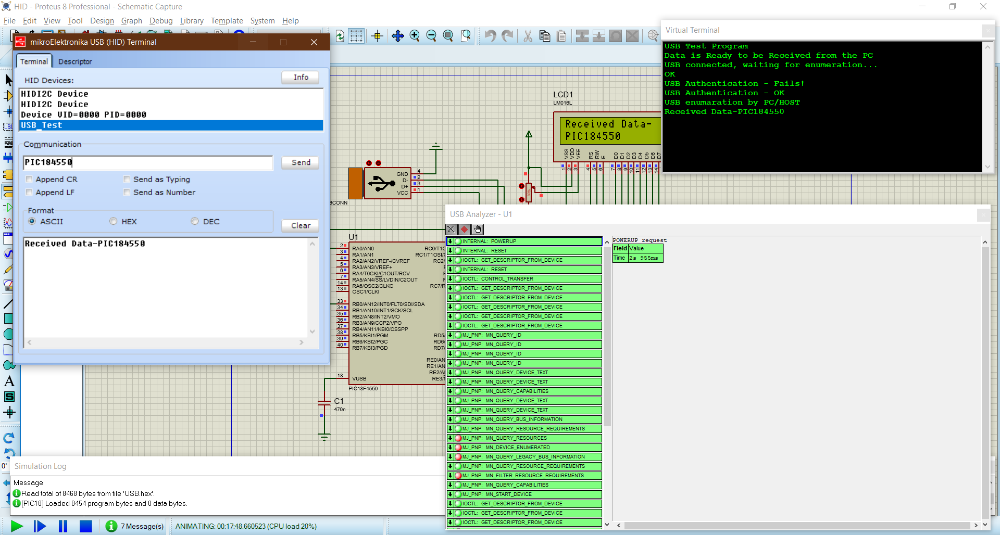 HID - Proteus 8 Professional - Schematic Capture
File Edit View Tool Design Graph Debug Library Template System Help
mikroElektronika USB (HID) Terminal
Terminal Descriptor
HID Devices:
Info
HIDI2C Device
HIDI2C Device
Device VID=0000 PID=0000
USB_Test
Communication
PIC184550
Send
Append CR
Send as Typing
Append LF
Send as Number
Format
ASCII
HEX
DEC
Clear
Received Data-PIC184550
Virtual Terminal
USB Test Program
Data is Ready to be Received from the PC
USB connected, waiting for enumeration...
OK
USB Authentication - Fails!
USB Authentication - OK
USB enumaration by PC/HOST
Received Data-PIC184550
LCD1
LM016L
Received Data-
PIC184550
VSS
VDD
VEE
RS
RW
E
D0
D1
D2
D3
D4
D5
D6
D7
1
2
3
4
5
6
7
8
9
10
11
12
13
14
GND 4
D- 2
D+ 3
VCC 1
80%
U1
2 RA0/AN0
3 RA1/AN1
4 RA2/AN2/VREF-/CVREF
5 RA3/AN3/VREF+
6 RA4/T0CKI/C1OUT/RCV
7 RA5/AN4/SS/LVDIN/C2OUT
14 RA6/OSC2/CLKO
13 OSC1/CLKI
33 RB0/AN12/INT0/FLT0/SDI/SDA
34 RB1/AN10/INT1/SCK/SCL
35 RB2/AN8/INT2/VMO
36 RB3/AN9/CCP2/VPO
37 RB4/AN11/KBI0/CSSPP
38 RB5/KBI1/PGM
39 RB6/KBI2/PGC
40 RB7/KBI3/PGD
18 VUSB
RC0/T1O
RC1/T1OSI/
RC2/
RC7/R
RD5/
RD6/
RD7/
RE0/AN
RE1/AN
RE2/A
RE3/
PIC18F4550
C1
470n
LBL
A
S
0°
USB Analyzer - U1
INTERNAL: POWERUP
INTERNAL: RESET
IOCTL: GET_DESCRIPTOR_FROM_DEVICE
INTERNAL: RESET
IOCTL: CONTROL_TRANSFER
IOCTL: GET_DESCRIPTOR_FROM_DEVICE
IOCTL: GET_DESCRIPTOR_FROM_DEVICE
IOCTL: GET_DESCRIPTOR_FROM_DEVICE
IOCTL: GET_DESCRIPTOR_FROM_DEVICE
IOCTL: GET_DESCRIPTOR_FROM_DEVICE
MJ_PNP: MN_QUERY_ID
MJ_PNP: MN_QUERY_ID
MJ_PNP: MN_QUERY_ID
MJ_PNP: MN_QUERY_ID
MJ_PNP: MN_QUERY_DEVICE_TEXT
MJ_PNP: MN_QUERY_DEVICE_TEXT
MJ_PNP: MN_QUERY_CAPABILITIES
MJ_PNP: MN_QUERY_DEVICE_TEXT
MJ_PNP: MN_QUERY_DEVICE_TEXT
MJ_PNP: MN_QUERY_BUS_INFORMATION
MJ_PNP: MN_QUERY_RESOURCE_REQUIREMENTS
MJ_PNP: MN_QUERY_RESOURCES
MJ_PNP: MN_DEVICE_ENUMERATED
MJ_PNP: MN_QUERY_LEGACY_BUS_INFORMATION
MJ_PNP: MN_QUERY_RESOURCE_REQUIREMENTS
MJ_PNP: MN_FILTER_RESOURCE_REQUIREMENTS
MJ_PNP: MN_QUERY_CAPABILITIES
MJ_PNP: MN_START_DEVICE
IOCTL: GET_DESCRIPTOR_FROM_DEVICE
IOCTL: GET_DESCRIPTOR_FROM_DEVICE
IOCTL: GET_DESCRIPTOR_FROM_DEVICE
POWERUP request
Field Value
Time 2s 955ms
Simulation Log
Message
Read total of 8468 bytes from file 'USB.hex'.
[PIC18] Loaded 8454 program bytes and 0 data bytes.
7 Message(s)
ANIMATING: 00:17:48.660523 (CPU load 20%)